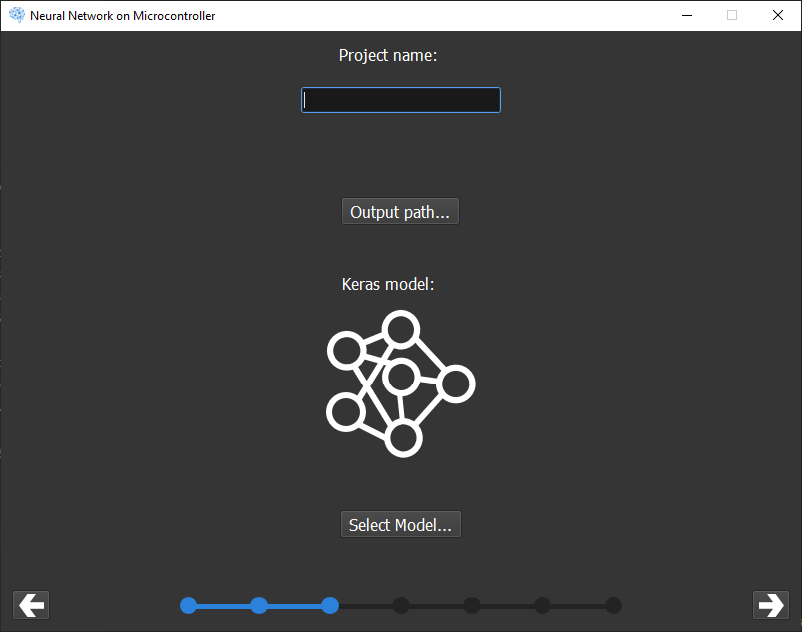 Neural Network on Microcontroller
Project name:
Output path...
Keras model:
Select Model...